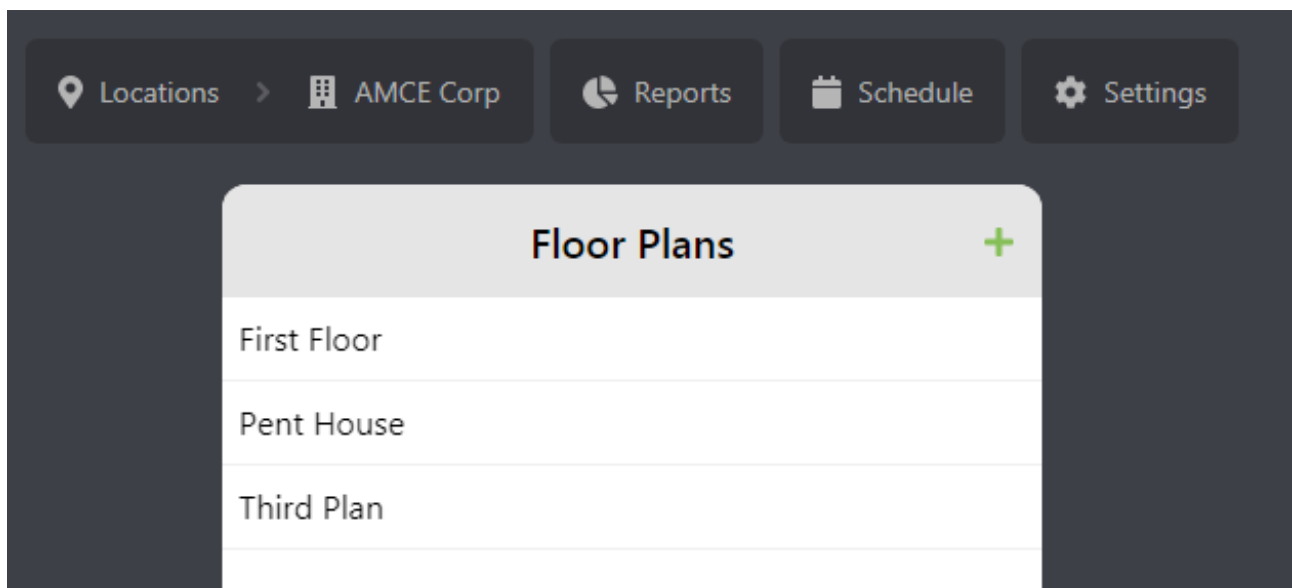 Locations > AMCE Corp Reports Schedule Settings
Floor Plans +
First Floor
Pent House
Third Plan